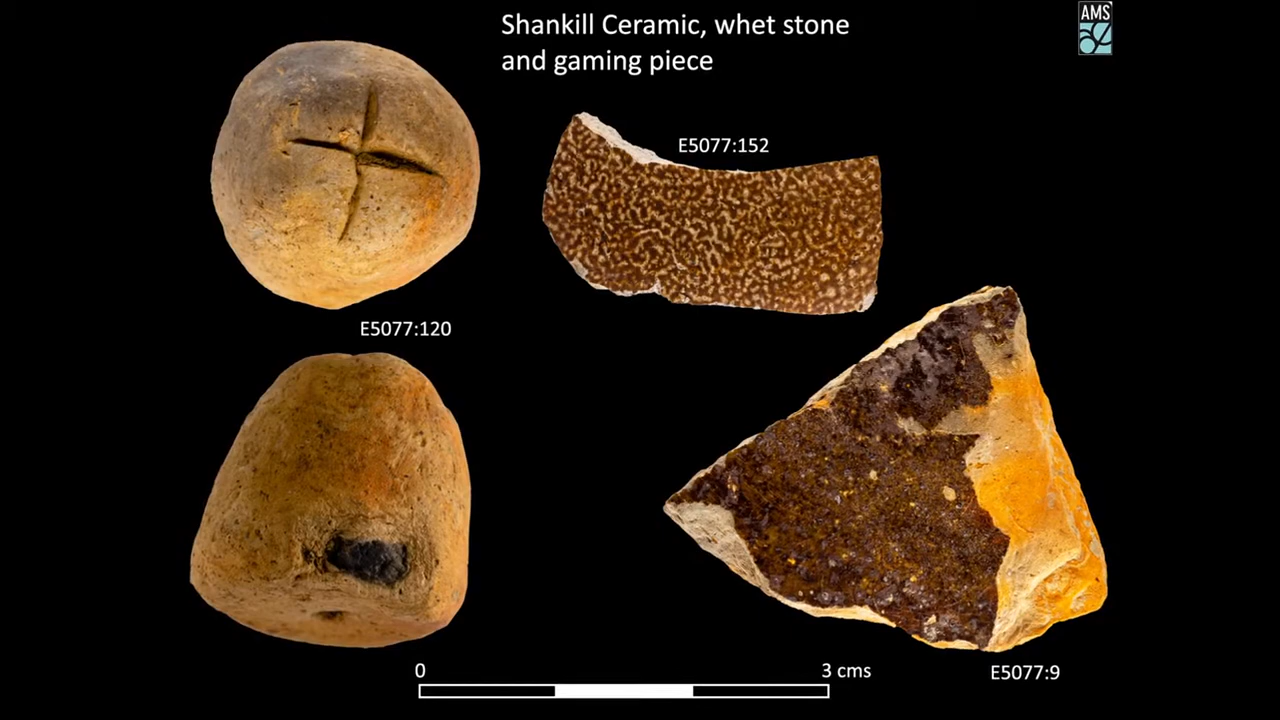 Shankill Ceramic, whet stone
and gaming piece
AMS
E5077:152
E5077:120
0 3 cms
E5077:9